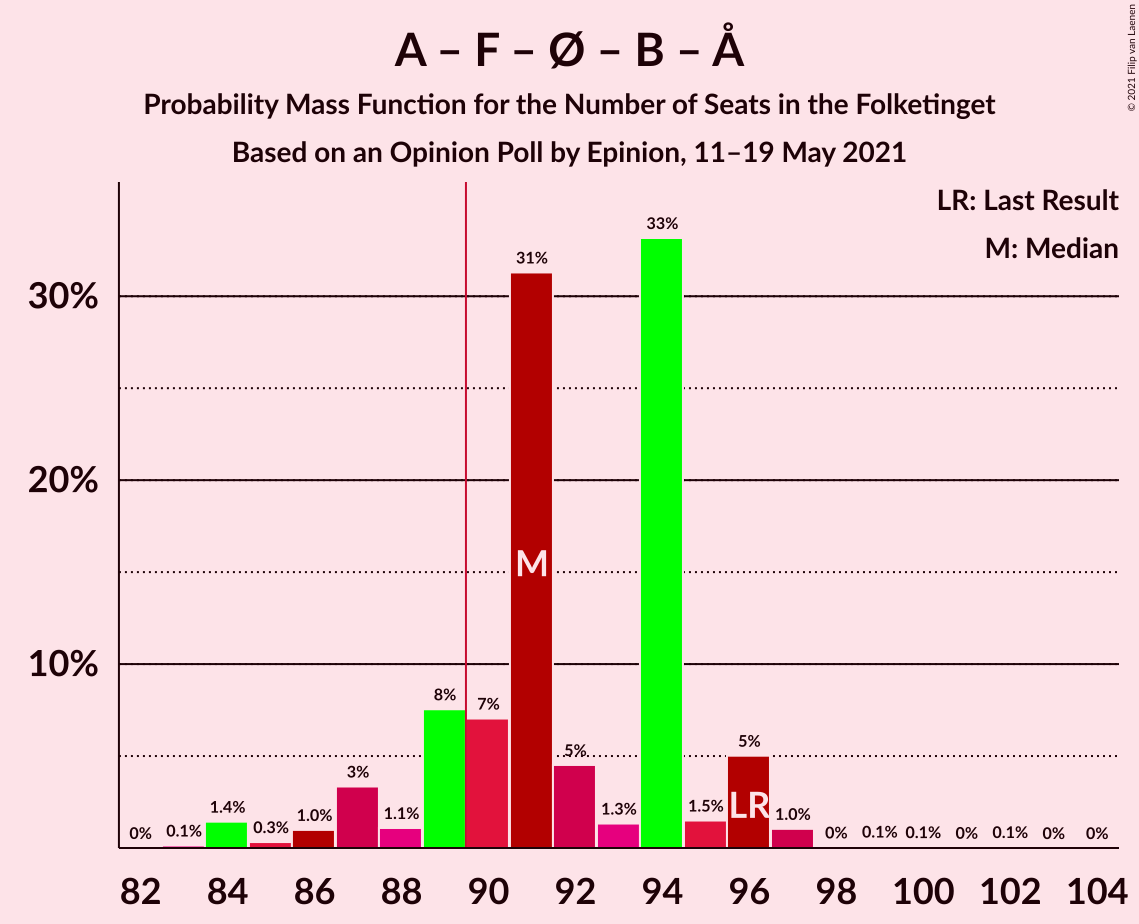 A – F – Ø – B – Å
Probability Mass Function for the Number of Seats in the Folketinget
Based on an Opinion Poll by Epinion, 11–19 May 2021
© 2021 Filip van Laenen
LR: Last Result
M: Median
30%
20%
10%
0%
0.1%
1.4%
0.3%
1.0%
3%
1.1%
8%
7%
31%
5%
1.3%
33%
1.5%
5%
1.0%
0%
0.1%
0.1%
0%
0.1%
0%
0%
M
LR
82 84 86 88 90 92 94 96 98 100 102 104